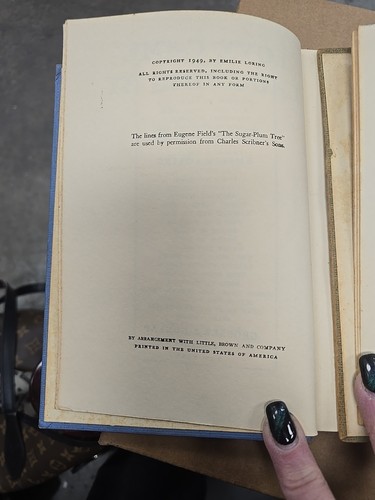 COPYRIGHT 1949, BY EMILIE LORING
ALL RIGHTS RESERVED, INCLUDING THE RIGHT
TO REPRODUCE THIS BOOK OR PORTIONS
THEREOF IN ANY FORM
The lines from Eugene Field's "The Sugar-Plum Tree"
are used by permission from Charles Scribner's Sons.
BY ARRANGEMENT WITH LITTLE, BROWN AND COMPANY
PRINTED IN THE UNITED STATES OF AMERICA